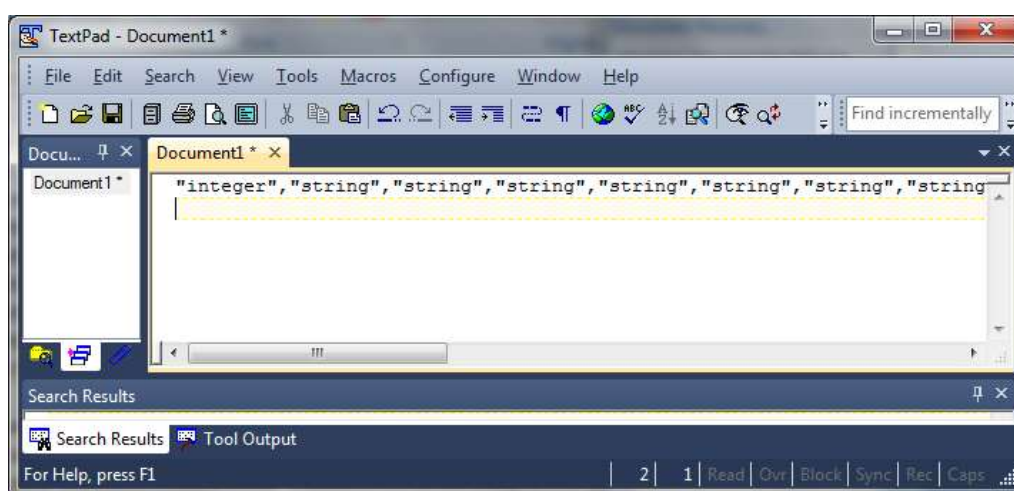 TextPad - Document1 *
File Edit Search View Tools Macros Configure Window Help
Find incrementally
Docu... Document1 *
Document1 *
"integer","string","string","string","string","string","string","string
Search Results
Search Results Tool Output
For Help, press F1 2 1 Read Ovr Block Sync Rec Caps